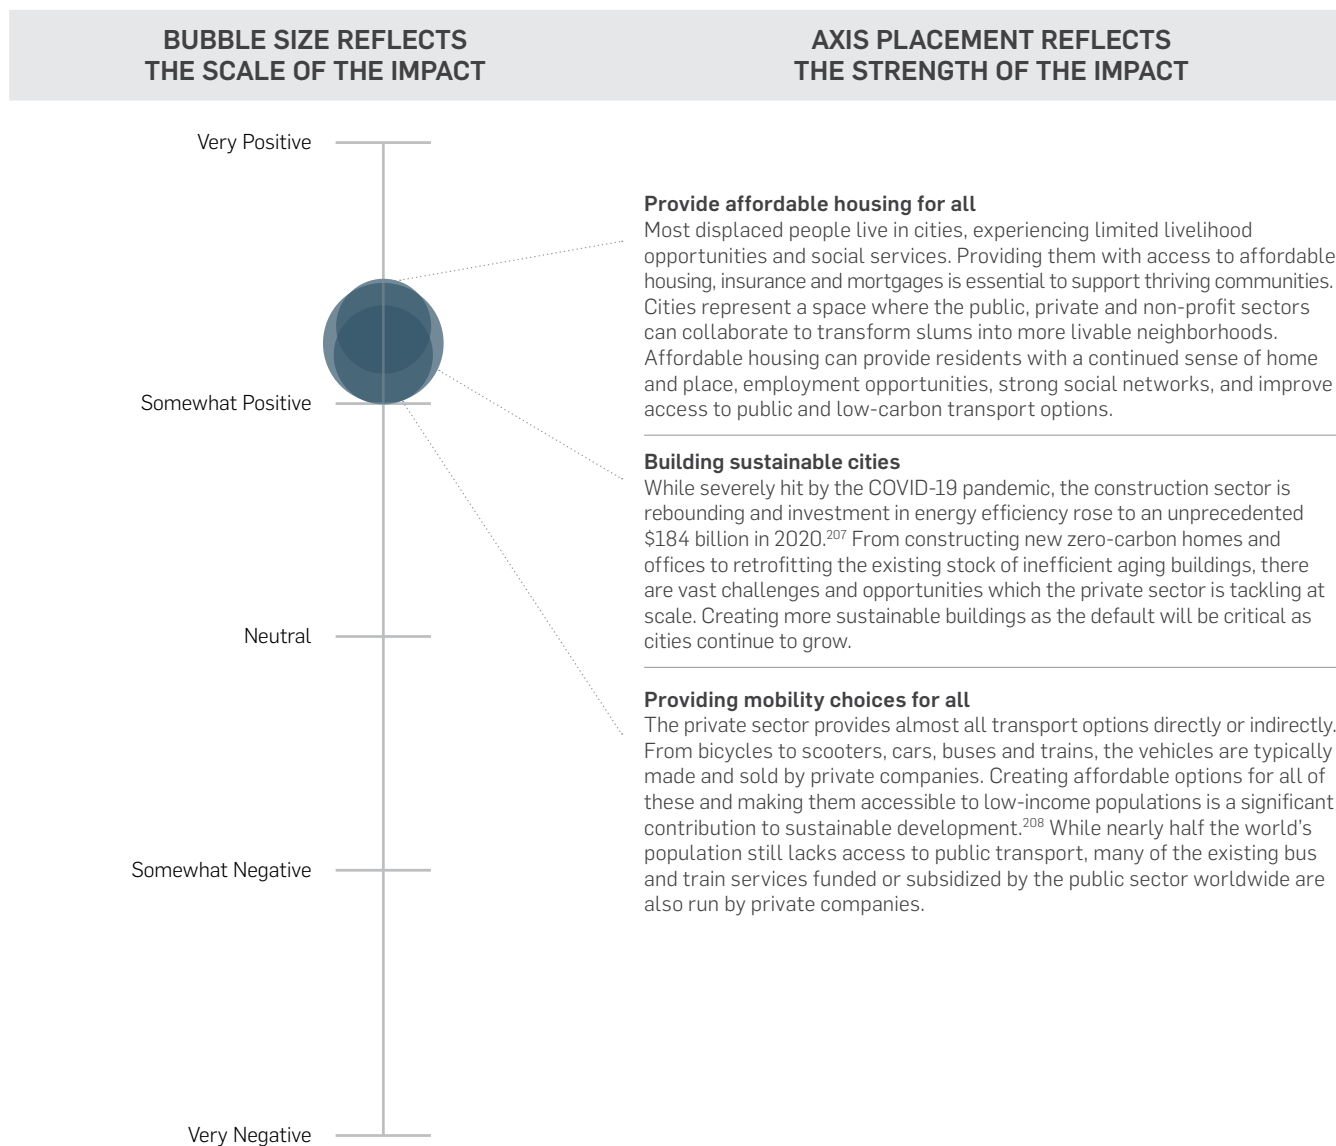 BUBBLE SIZE REFLECTS
THE SCALE OF THE IMPACT
AXIS PLACEMENT REFLECTS
THE STRENGTH OF THE IMPACT
Very Positive
Somewhat Positive
Neutral
Somewhat Negative
Very Negative
Provide affordable housing for all
Most displaced people live in cities, experiencing limited livelihood
opportunities and social services. Providing them with access to affordable
housing, insurance and mortgages is essential to support thriving communities.
Cities represent a space where the public, private and non-profit sectors
can collaborate to transform slums into more livable neighborhoods.
Affordable housing can provide residents with a continued sense of home
and place, employment opportunities, strong social networks, and improve
access to public and low-carbon transport options.
Building sustainable cities
While severely hit by the COVID-19 pandemic, the construction sector is
rebounding and investment in energy efficiency rose to an unprecedented
$184 billion in 2020.207 From constructing new zero-carbon homes and
offices to retrofitting the existing stock of inefficient aging buildings, there
are vast challenges and opportunities which the private sector is tackling at
scale. Creating more sustainable buildings as the default will be critical as
cities continue to grow.
Providing mobility choices for all
The private sector provides almost all transport options directly or indirectly.
From bicycles to scooters, cars, buses and trains, the vehicles are typically
made and sold by private companies. Creating affordable options for all of
these and making them accessible to low-income populations is a significant
contribution to sustainable development.208 While nearly half the world's
population still lacks access to public transport, many of the existing bus
and train services funded or subsidized by the public sector worldwide are
also run by private companies.